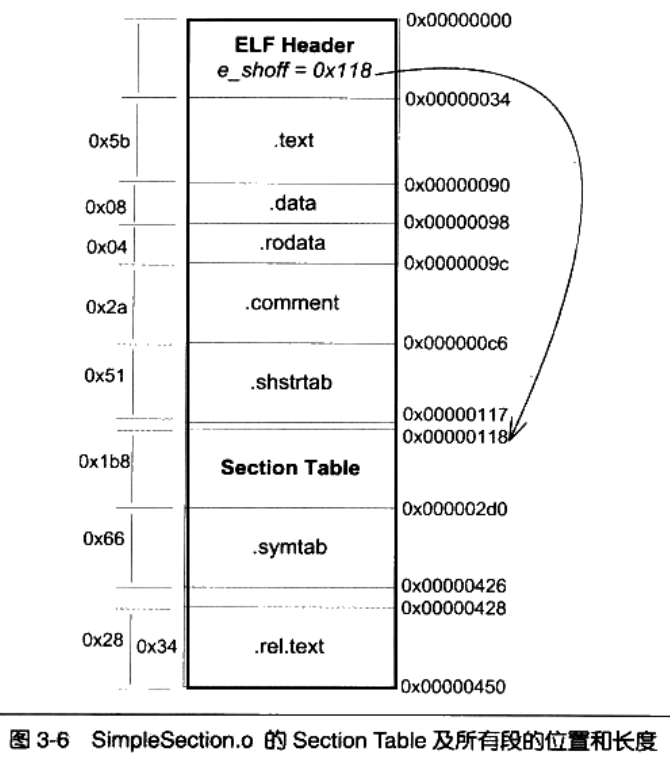 0x00000000
ELF Header
e_shoff = 0x118
0x00000034
0x5b
.text
0x00000090
0x08
.data
0x00000098
0x04
.rodata
0x0000009c
0x2a
.comment
0x000000c6
0x51
.shstrtab
0x00000117
0x00000118
0x1b8
Section Table
0x000002d0
0x66
.symtab
0x00000426
0x00000428
0x28
0x34
.rel.text
0x00000450
图 3-6 SimpleSection.o 的 Section Table 及所有段的位置和长度